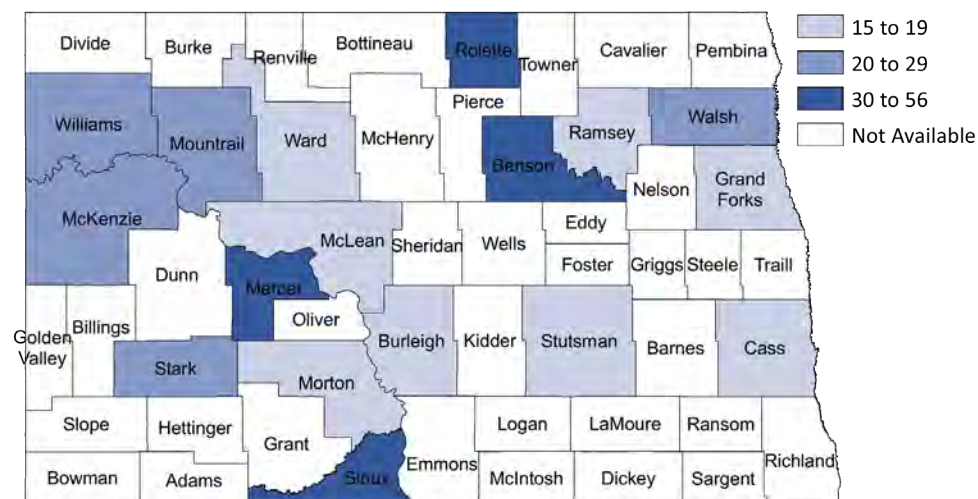 Divide
Burke
Renville
Bottineau
Rolette
Towner
Cavalier
Pembina
15 to 19
20 to 29
30 to 56
Not Available
Williams
Mountrail
Ward
McHenry
Pierce
Benson
Ramsey
Walsh
Nelson
Grand
Forks
McKenzie
McLean
Sheridan
Wells
Eddy
Foster
Griggs
Steele
Traill
Dunn
Mercer
Oliver
Golden
Valley
Billings
Stark
Morton
Burleigh
Kidder
Stutsman
Barnes
Cass
Slope
Hettinger
Grant
Sioux
Emmons
Logan
LaMoure
Ransom
Richland
Bowman
Adams
McIntosh
Dickey
Sargent